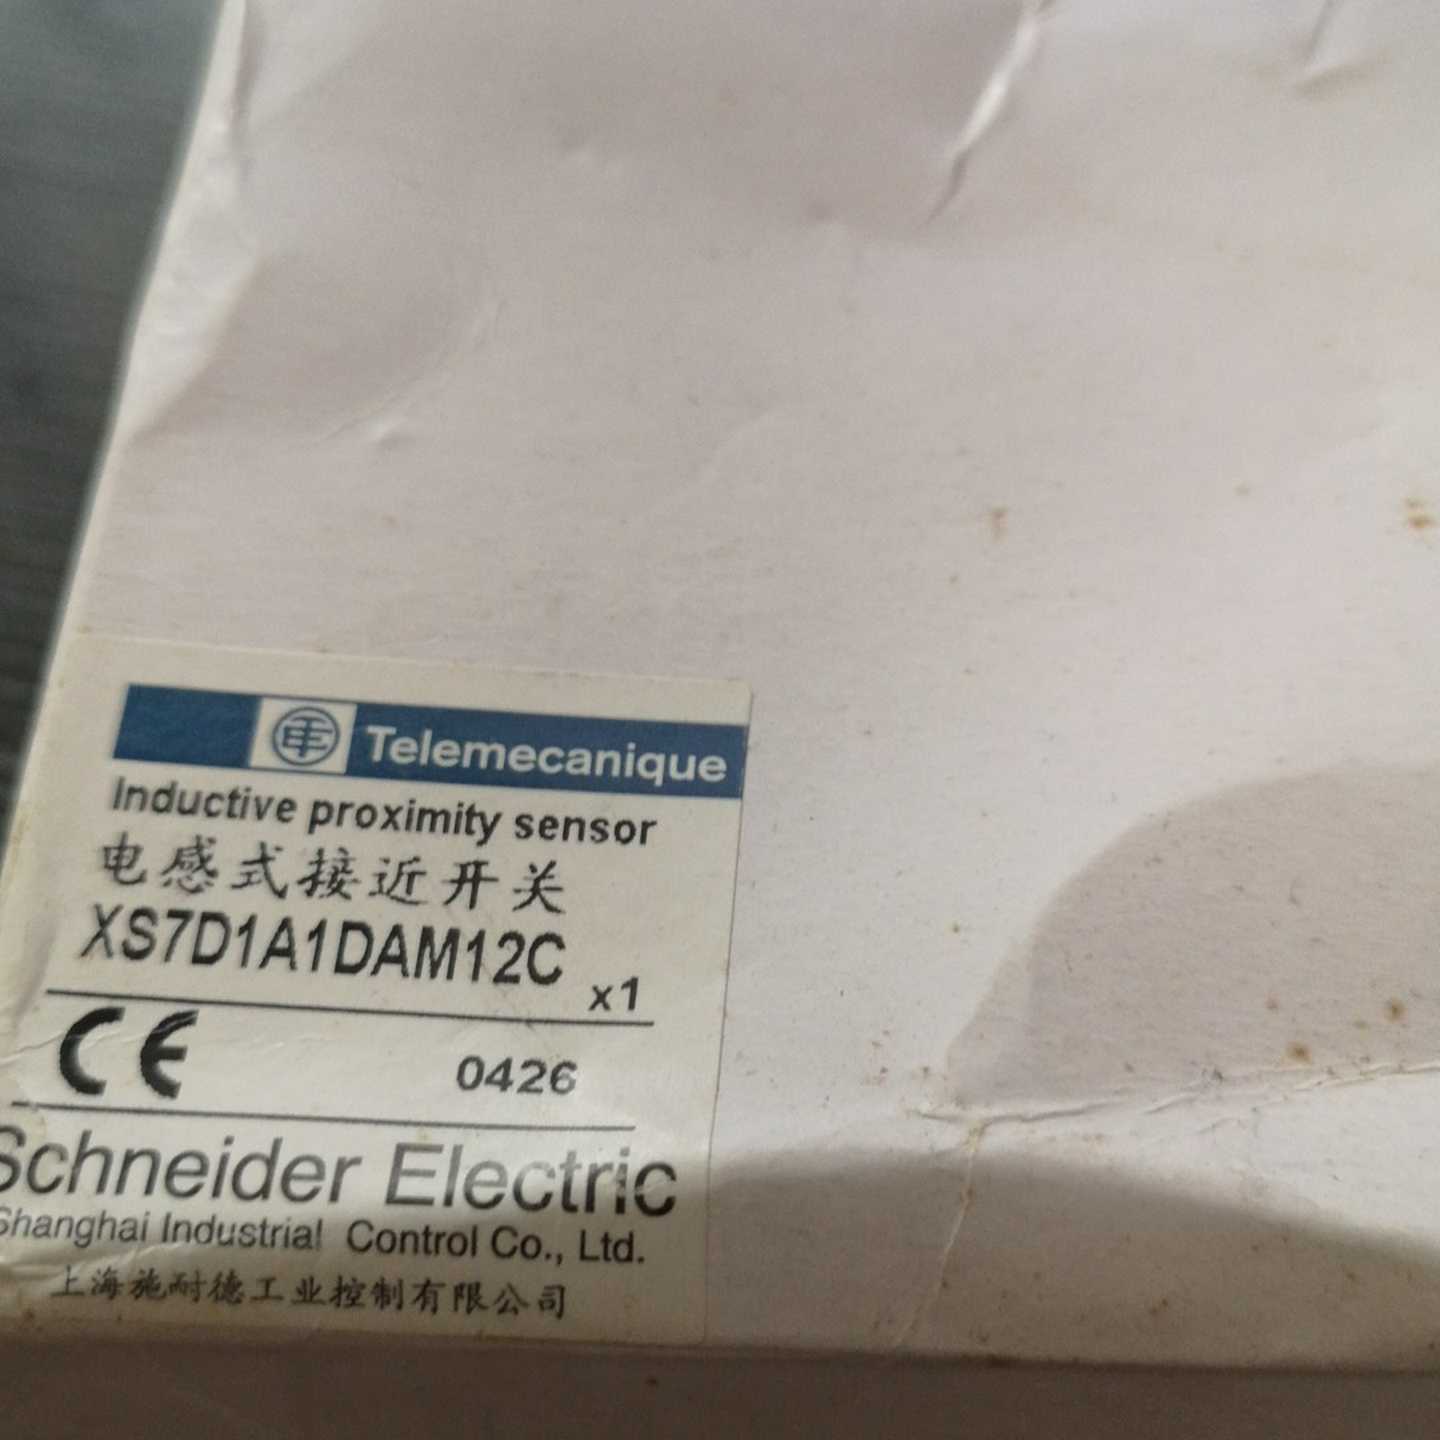 Telemecanique
Inductive proximity sensor
电感式接近开关
XS7D1A1DAM12C
x1
CE
0426
Schneider Electric
Shanghai Industrial Control Co., Ltd.
上海施耐德工业控制有限公司